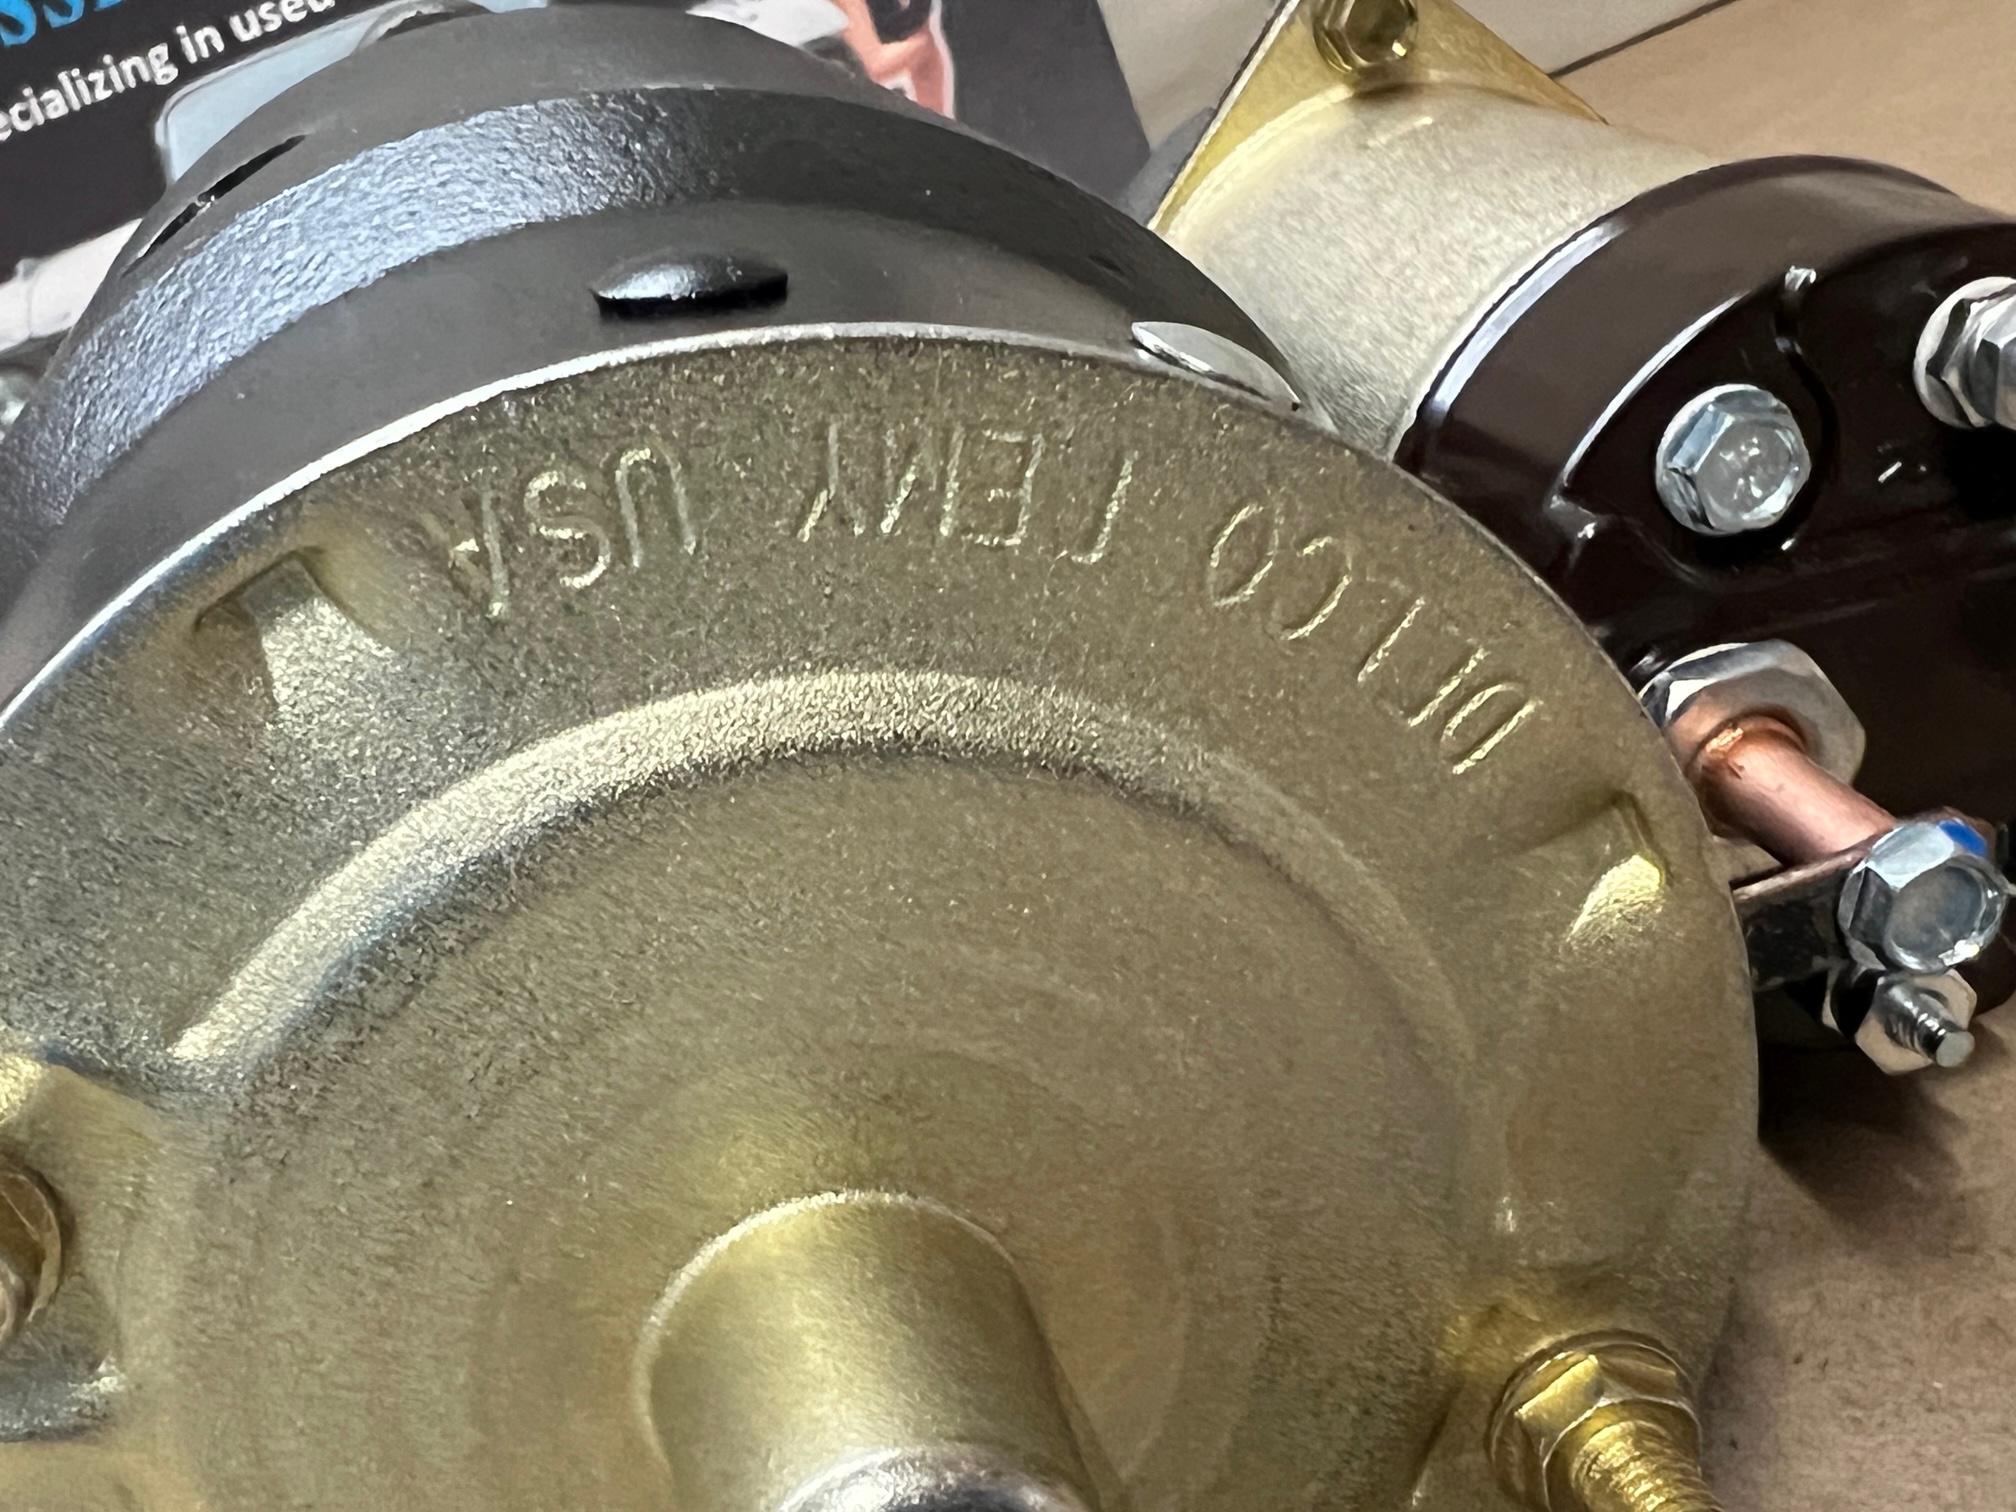 ecializing in used
DELCO REMY USA